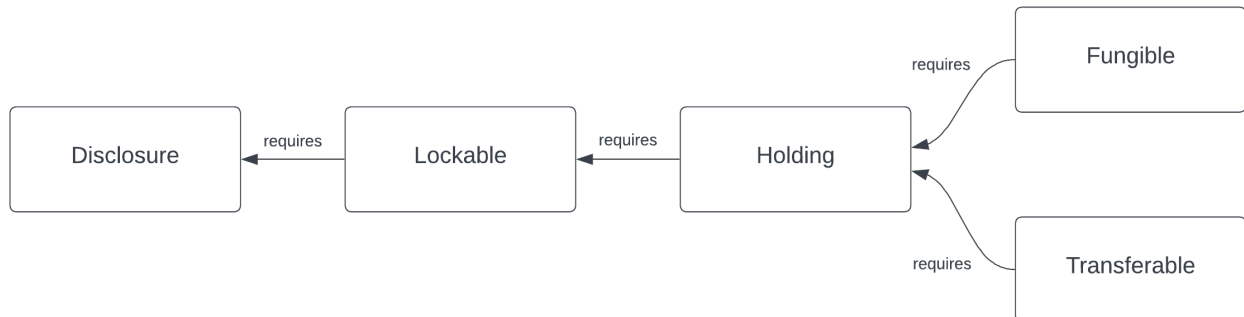 Fungible
requires
Disclosure
requires
Lockable
requires
Holding
requires
Transferable